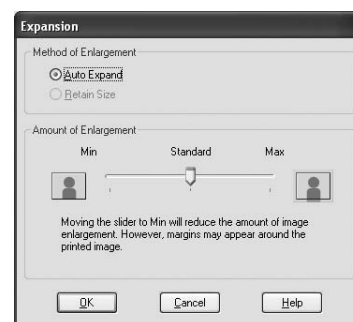 Expansion
Method of Enlargement
Auto Expand
Retain Size
Amount of Enlargement
Min Standard Max
Moving the slider to Min will reduce the amount of image
enlargement. However, margins may appear around the
printed image.
OK Cancel Help